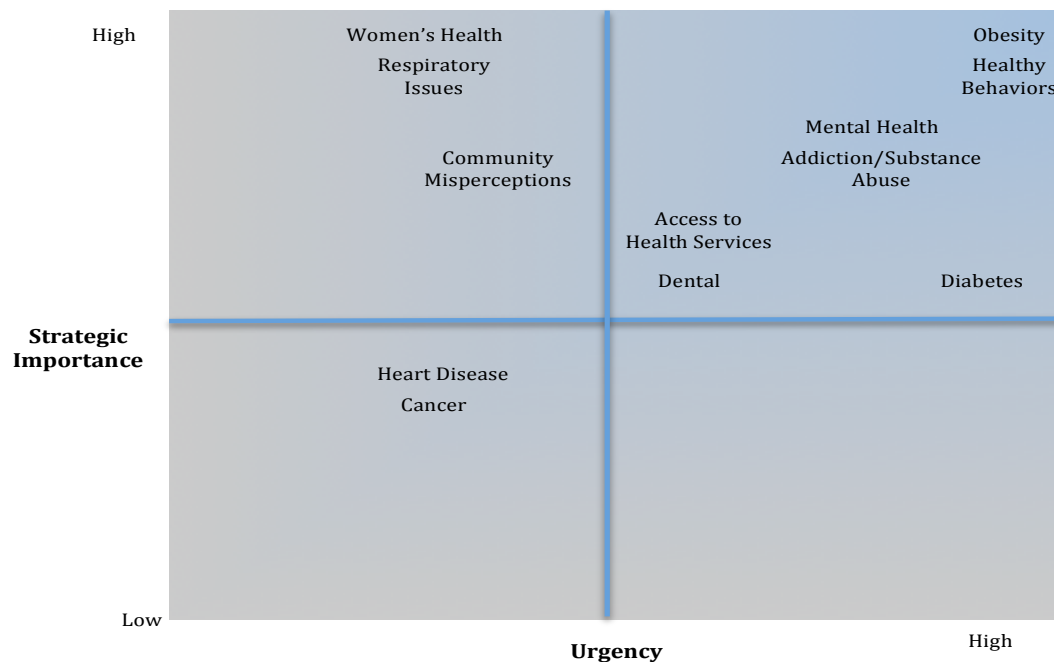 High
Women’s Health
Obesity
Respiratory
Issues
Healthy
Behaviors
Mental Health
Community
Misperceptions
Addiction/Substance
Abuse
Access to
Health Services
Dental
Diabetes
Strategic
Importance
Heart Disease
Cancer
Low
Urgency
High